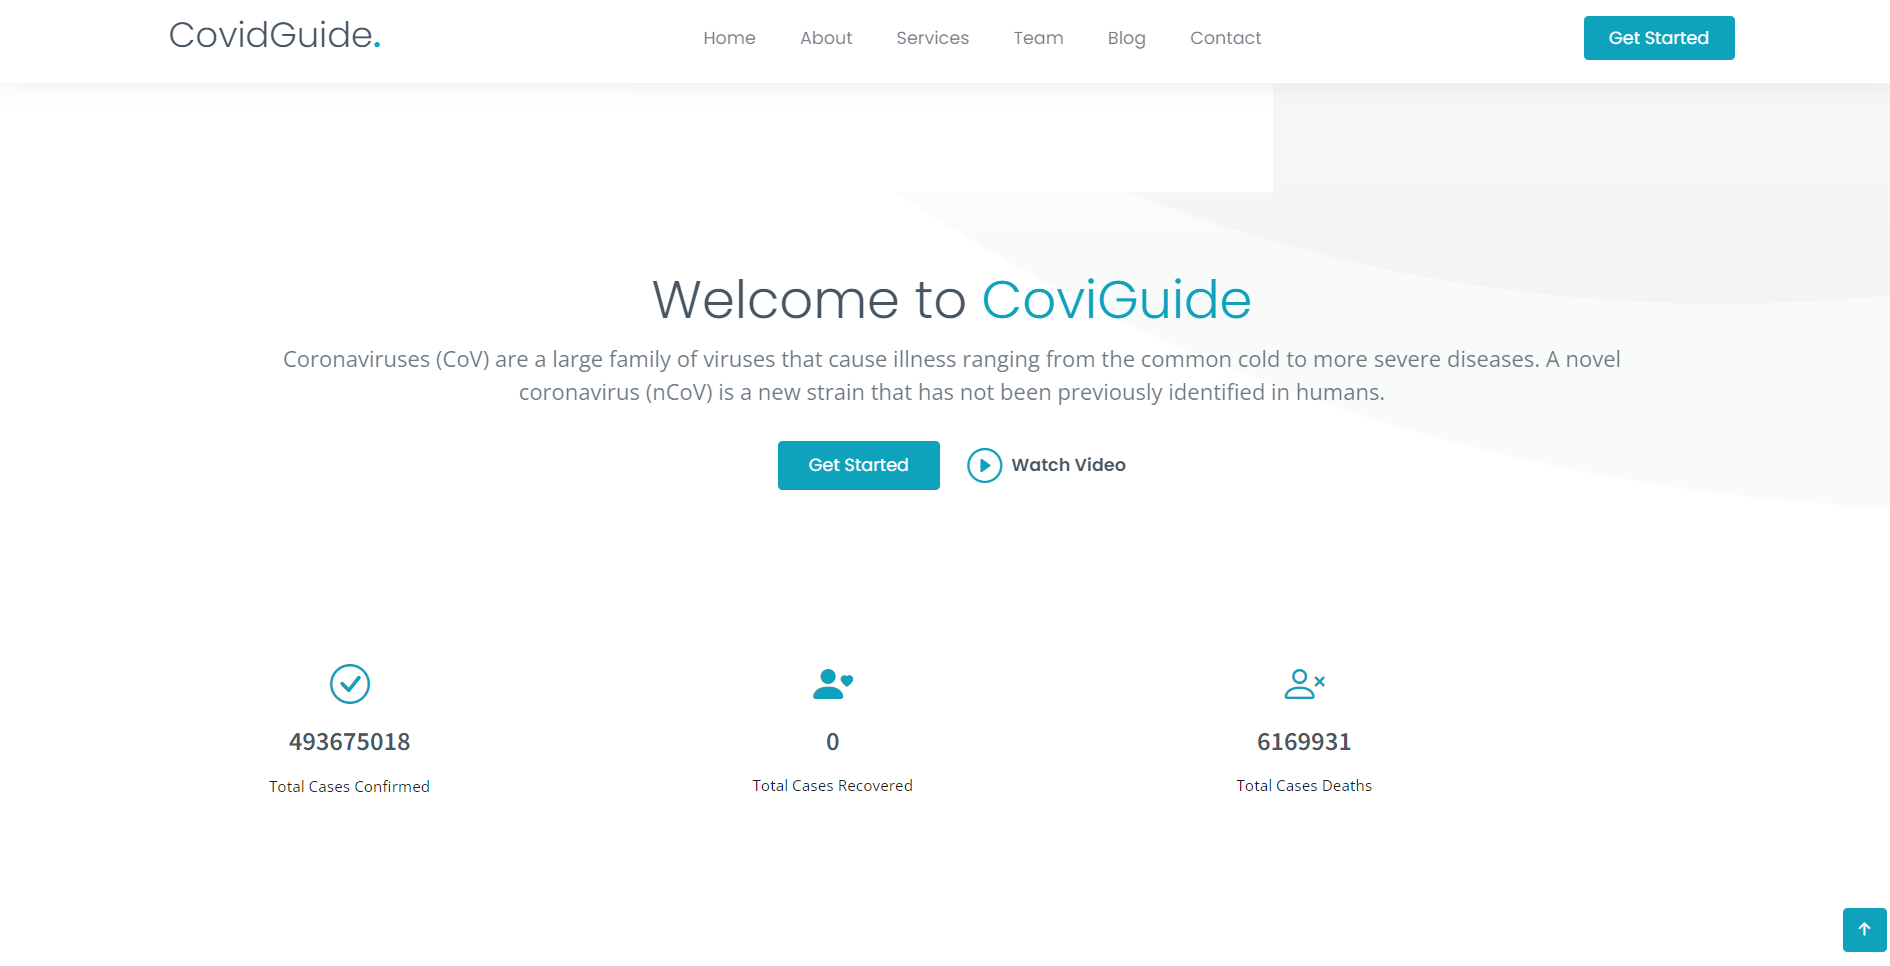 CovidGuide.
Home About Services Team Blog Contact
Get Started
Welcome to CoviGuide
Coronaviruses (CoV) are a large family of viruses that cause illness ranging from the common cold to more severe diseases. A novel
coronavirus (nCoV) is a new strain that has not been previously identified in humans.
Get Started
Watch Video
493675018
Total Cases Confirmed
0
Total Cases Recovered
6169931
Total Cases Deaths